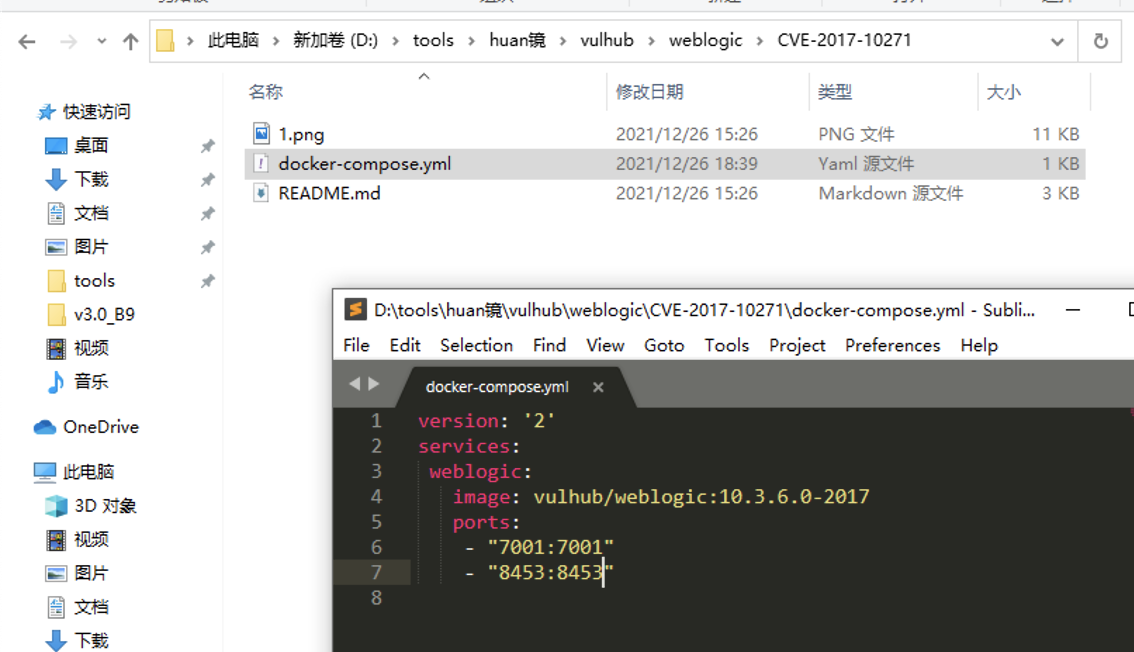 此电脑 › 新加卷 (D:) › tools › huan镜 › vulhub › weblogic › CVE-2017-10271
名称 修改日期 类型 大小
1.png 2021/12/26 15:26 PNG 文件 11 KB
docker-compose.yml 2021/12/26 18:39 Yaml 源文件 1 KB
README.md 2021/12/26 15:26 Markdown 源文件 3 KB
快速访问
桌面
下载
文档
图片
tools
v3.0_B9
视频
音乐
OneDrive
此电脑
3D 对象
视频
图片
文档
下载
D:\tools\huan镜\vulhub\weblogic\CVE-2017-10271\docker-compose.yml - Subli...
File Edit Selection Find View Goto Tools Project Preferences Help
docker-compose.yml
1 version: '2'
2 services:
3 weblogic:
4 image: vulhub/weblogic:10.3.6.0-2017
5 ports:
6 - "7001:7001"
7 - "8453:8453"
8